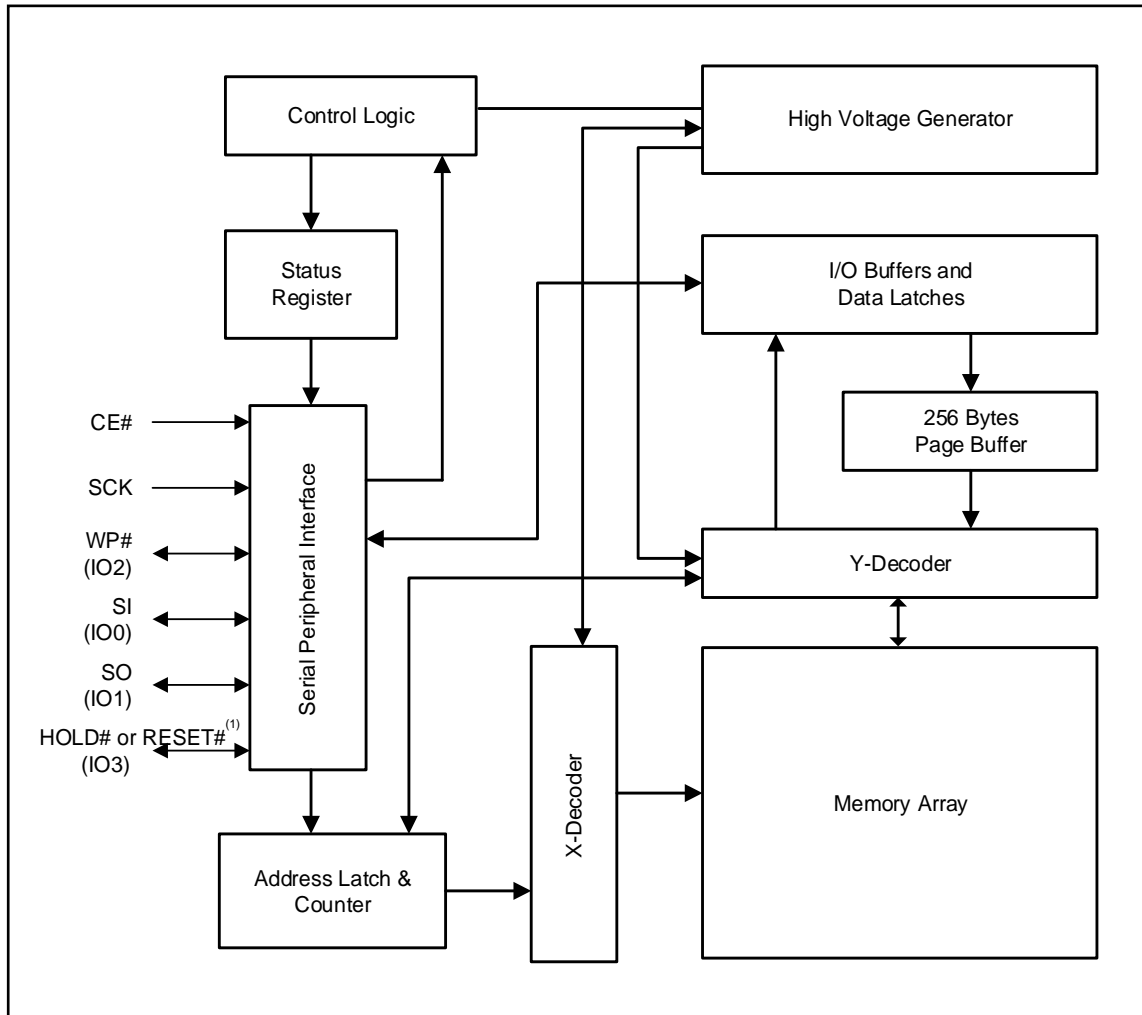 Control Logic
High Voltage Generator
Status
Register
I/O Buffers and
Data Latches
256 Bytes
Page Buffer
CE#
SCK
WP#
(IO2)
SI
(IO0)
SO
(IO1)
HOLD# or RESET#(1)
(IO3)
Serial Peripheral Interface
Y-Decoder
X-Decoder
Memory Array
Address Latch &
Counter